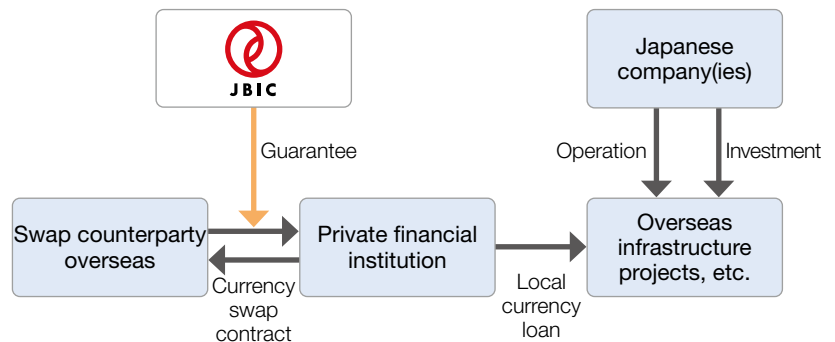 JBIC
Japanese
company(ies)
Guarantee
Operation
Investment
Swap counterparty
overseas
Private financial
institution
Overseas
infrastructure
projects, etc.
Currency
swap
contract
Local
currency
loan